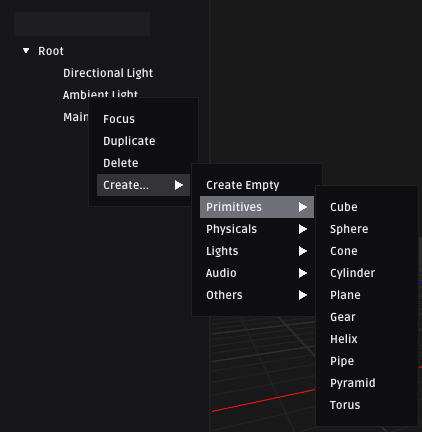 Root
Directional Light
Ambient Light
Main
Focus
Duplicate
Delete
Create...
Create Empty
Primitives
Physicals
Lights
Audio
Others
Cube
Sphere
Cone
Cylinder
Plane
Gear
Helix
Pipe
Pyramid
Torus